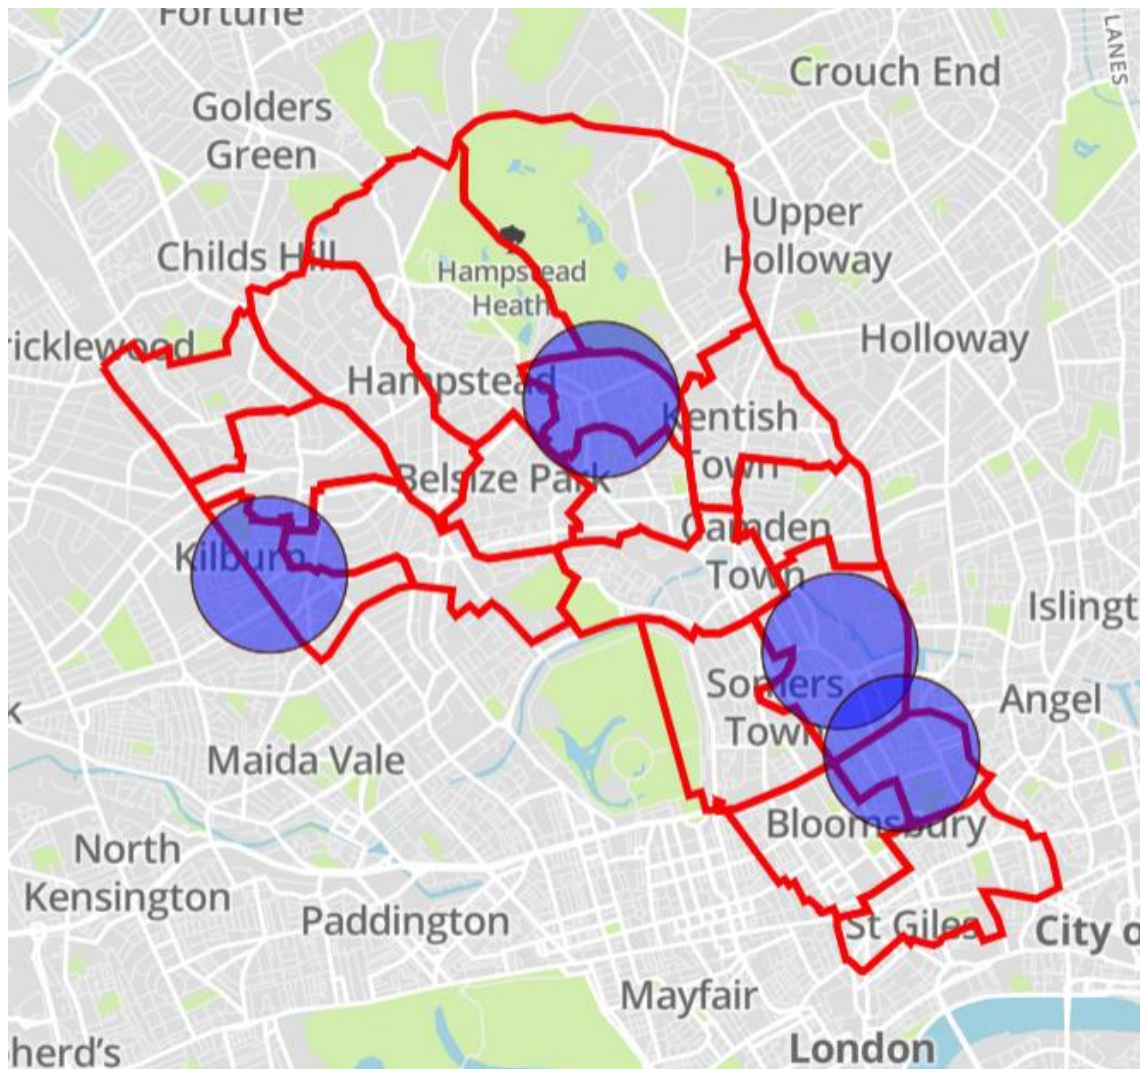 Fortune
LANES
Crouch End
Golders
Green
Upper
Holloway
Childs Hill
Hampstead
Heath
ricklewood
Holloway
Hampstead
Kentish
Town
Belsize Park
Camden
Town
Kilburn
Islingt
Somers
Town
Angel
k
Maida Vale
Bloomsbury
North
Kensington
Paddington
St Giles
City o
Mayfair
London
herd's